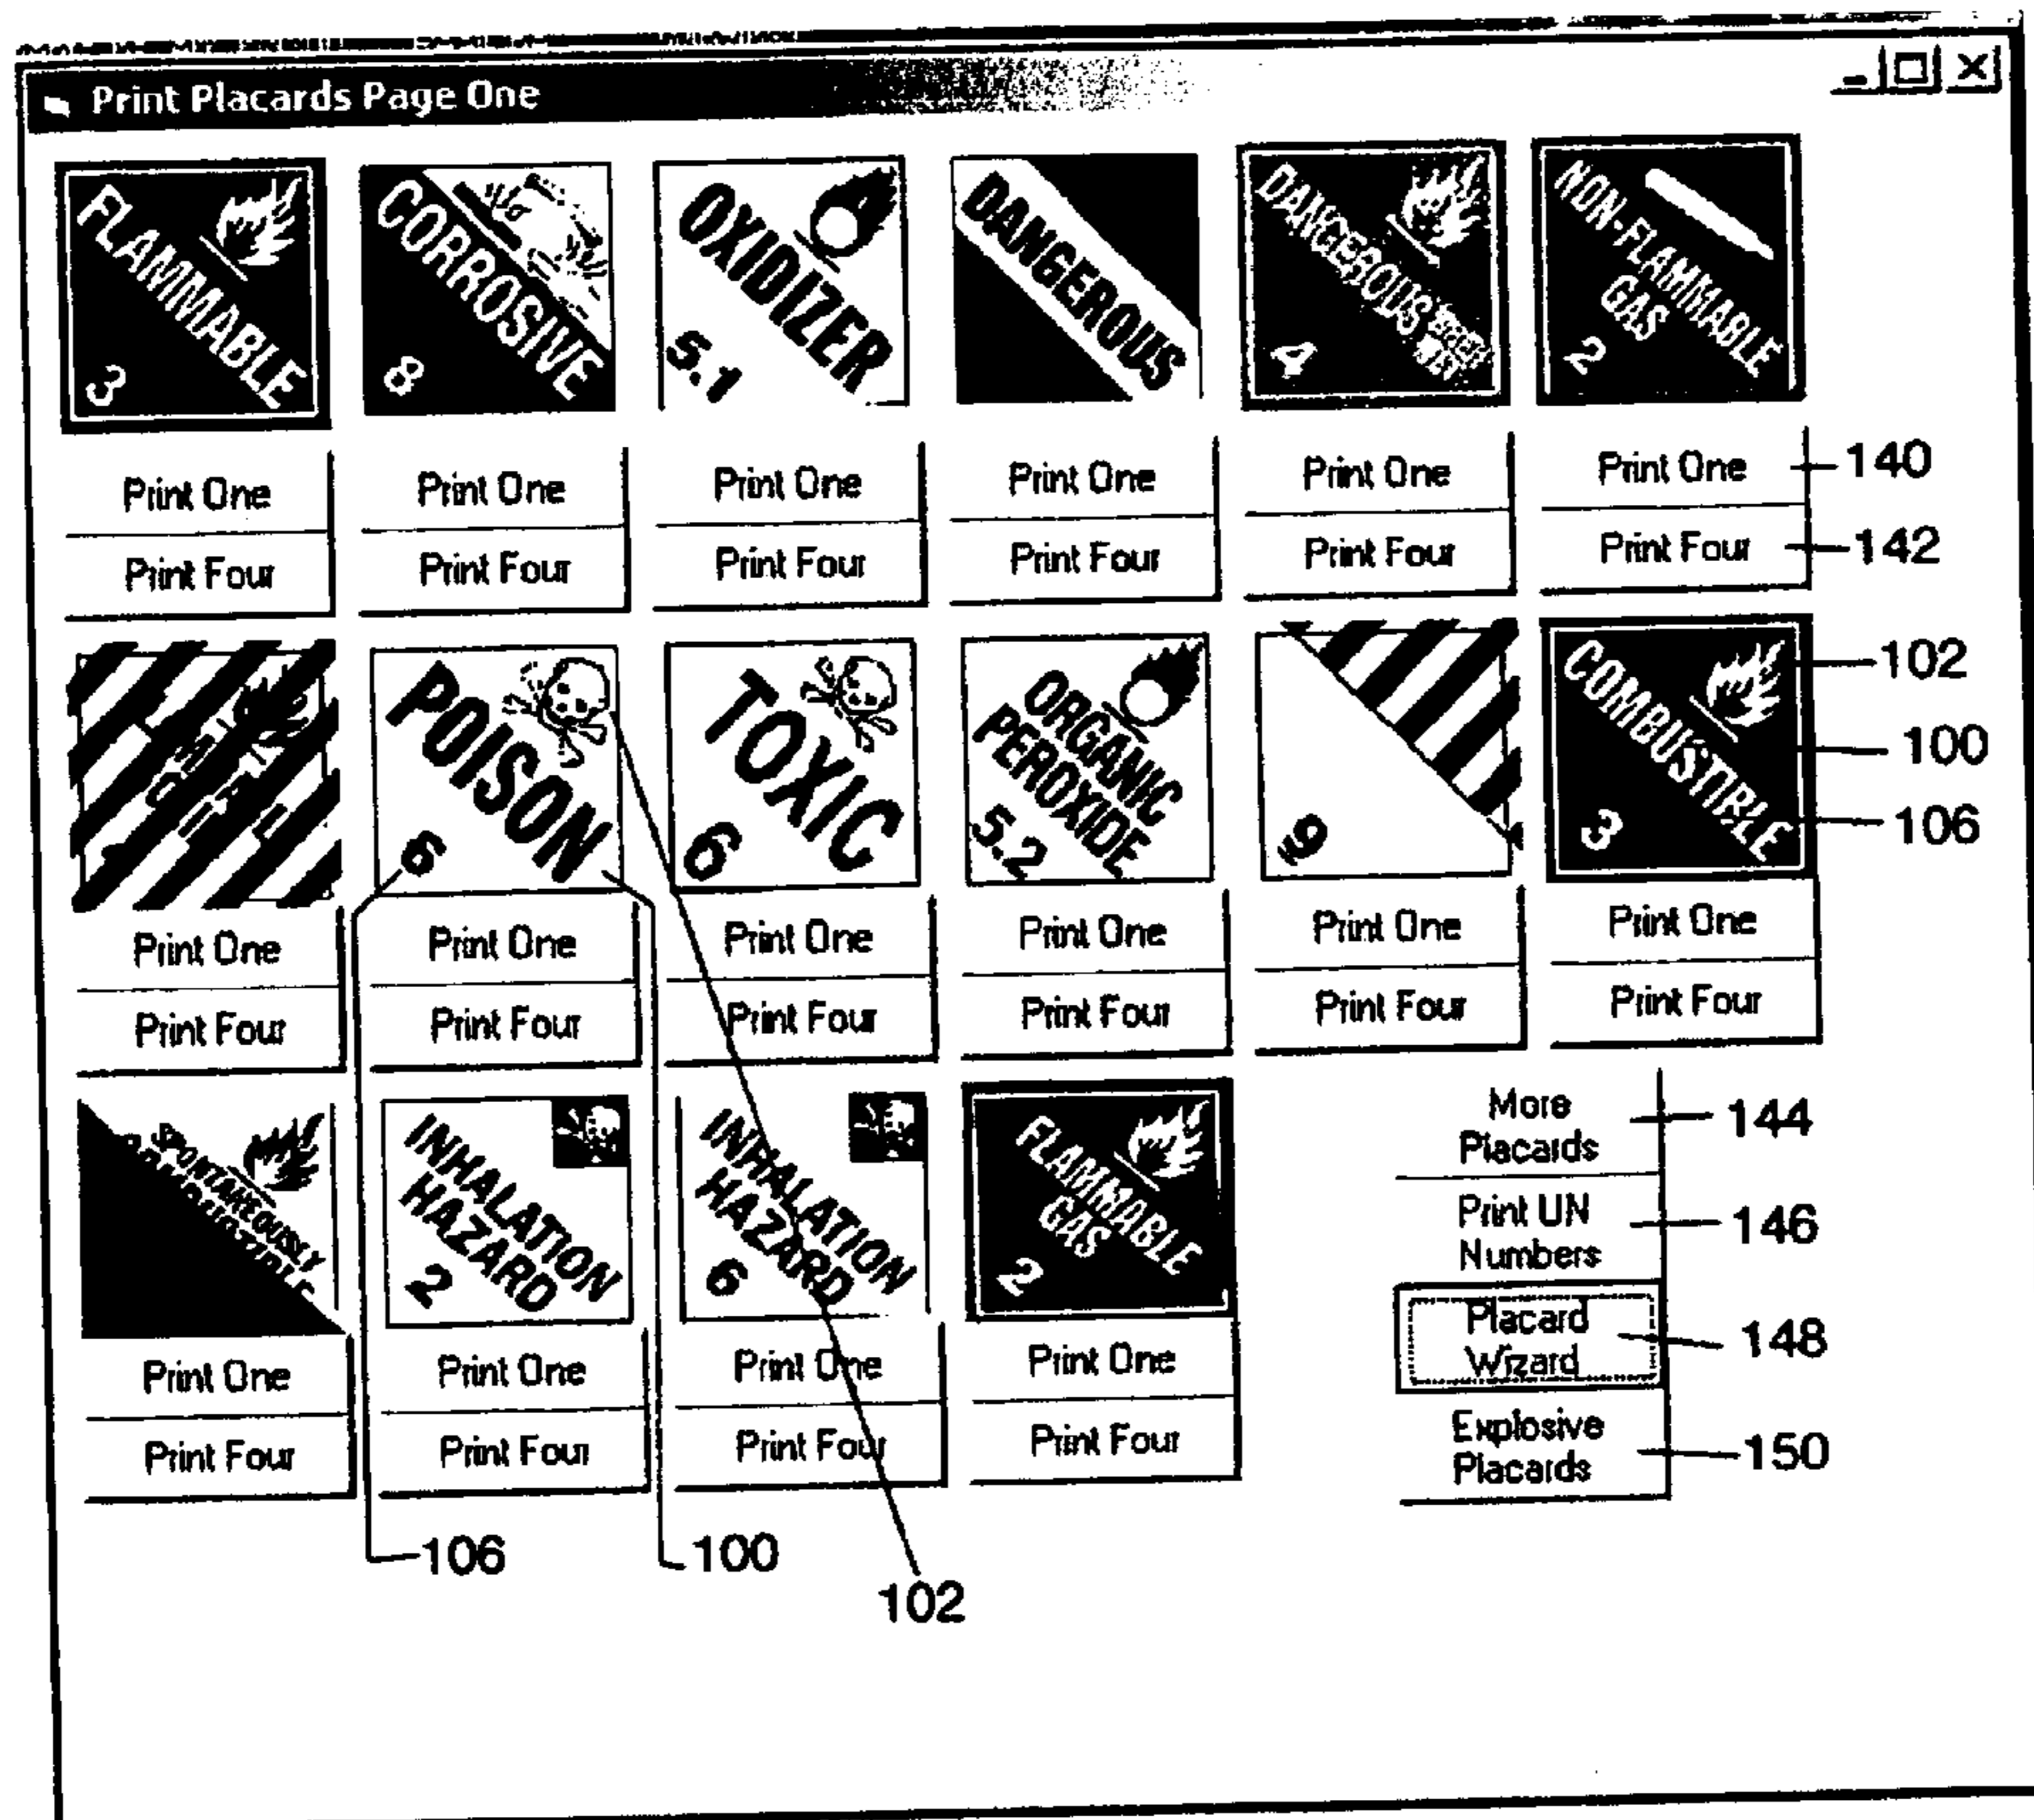 Print Placards Page One
FLAMMABLE
3
CORROSIVE
8
OXIDIZER
5.1
DANGEROUS
DANGEROUS
4
NON-FLAMMABLE
GAS
2
Print One
Print One
Print One
Print One
Print One
Print One
140
Print Four
Print Four
Print Four
Print Four
Print Four
Print Four
142
POISON
6
TOXIC
6
ORGANIC
PEROXIDE
5.2
9
COMBUSTIBLE
3
102
100
106
Print One
Print One
Print One
Print One
Print One
Print One
Print Four
Print Four
Print Four
Print Four
Print Four
Print Four
SPONTANEOUSLY
INHALATION
HAZARD
2
INHALATION
HAZARD
6
FLAMMABLE
GAS
2
More
Placards
144
Print UN
Numbers
146
Placard
Wizard
148
Explosive
Placards
150
Print One
Print One
Print One
Print One
Print Four
Print Four
Print Four
Print Four
106
100
102